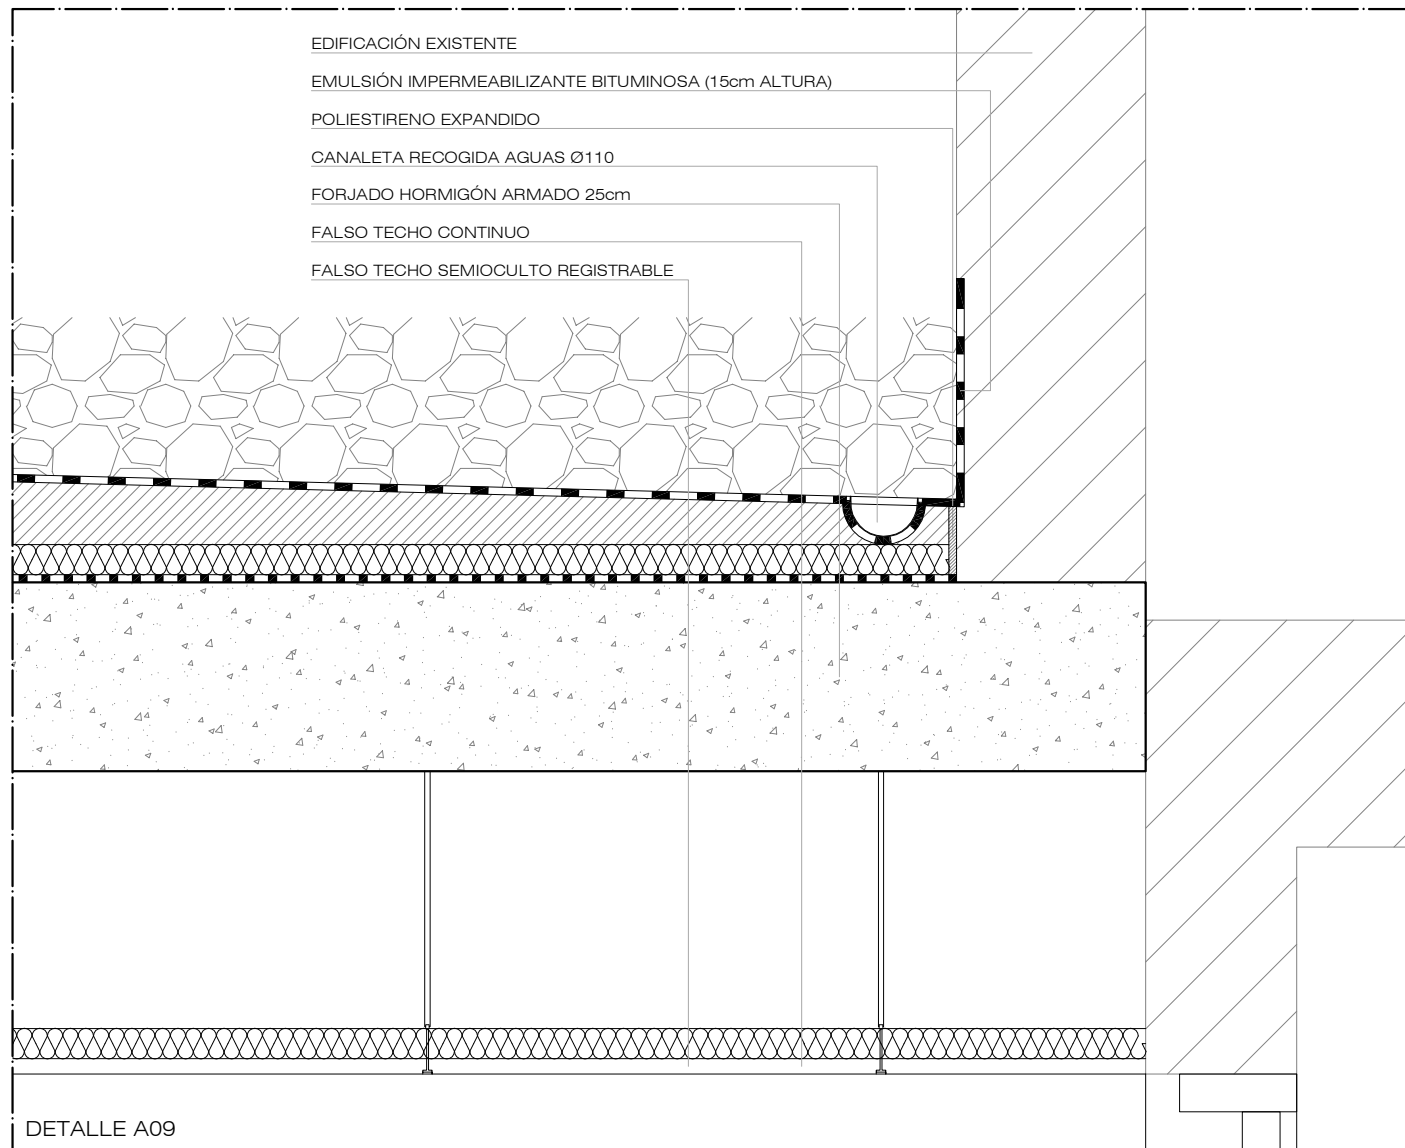 EDIFICACIÓN EXISTENTE
EMULSIÓN IMPERMEABILIZANTE BITUMINOSA (15cm ALTURA)
POLIESTIRENO EXPANDIDO
CANALETA RECOGIDA AGUAS Ø110
FORJADO HORMIGÓN ARMADO 25cm
FALSO TECHO CONTINUO
FALSO TECHO SEMIOCULTO REGISTRABLE
DETALLE A09